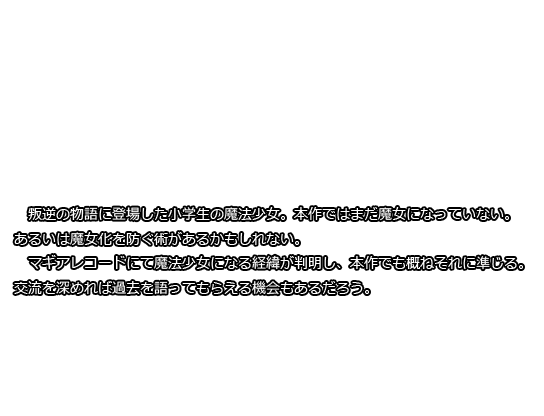 叛逆の物語に登場した小学生の魔法少女。本作ではまだ魔女になっていない。
あるいは魔女化を防ぐ術があるかもしれない。
　マギアレコードにて魔法少女になる経緯が判明し、本作でも概ねそれに準じる。
交流を深めれば過去を語ってもらえる機会もあるだろう。